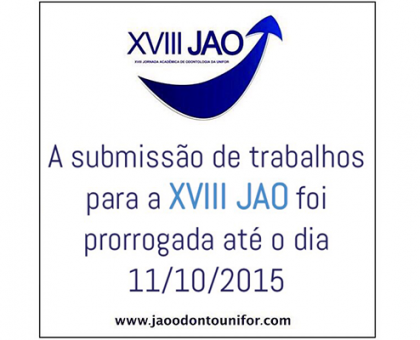 XVIII JAO
XVIII JORNADA ACADÊMICA DE ODONTOLOGIA DA UNIFOR
A submissão de trabalhos
para a XVIII JAO foi
prorrogada até o dia
11/10/2015
www.jaoodontounifor.com